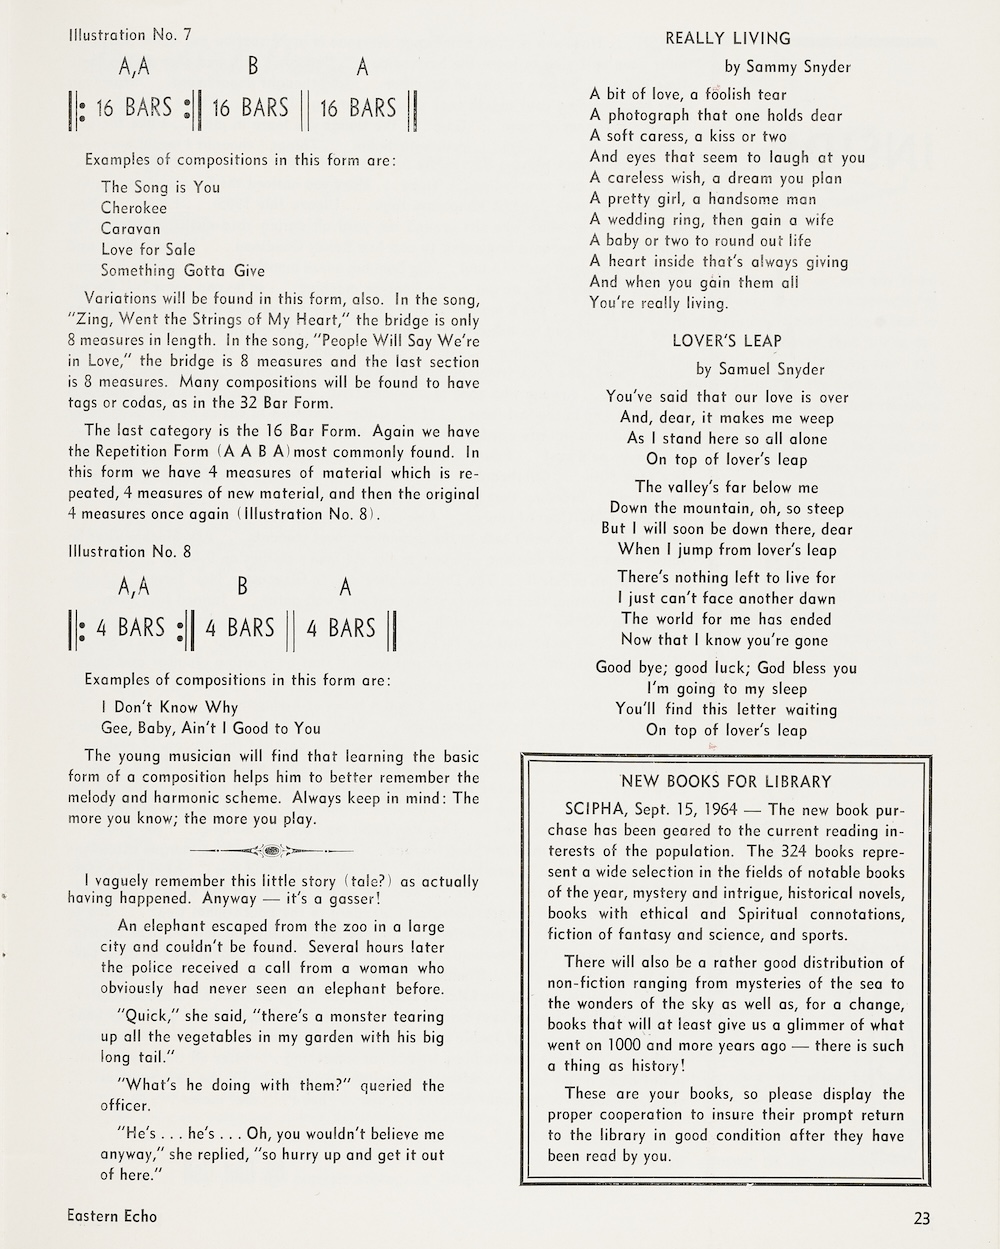 Illustration No. 7
A,A B A
16 BARS 16 BARS 16 BARS
Examples of compositions in this form are:
The Song is You
Cherokee
Caravan
Love for Sale
Something Gotta Give
Variations will be found in this form, also. In the song,
"Zing, Went the Strings of My Heart," the bridge is only
8 measures in length. In the song, "People Will Say We're
in Love," the bridge is 8 measures and the last section
is 8 measures. Many compositions will be found to have
tags or codas, as in the 32 Bar Form.
The last category is the 16 Bar Form. Again we have
the Repetition Form (A A B A) most commonly found. In
this form we have 4 measures of material which is re-
peated, 4 measures of new material, and then the original
4 measures once again (Illustration No. 8).
Illustration No. 8
A,A B A
4 BARS 4 BARS 4 BARS
Examples of compositions in this form are:
I Don't Know Why
Gee, Baby, Ain't I Good to You
The young musician will find that learning the basic
form of a composition helps him to better remember the
melody and harmonic scheme. Always keep in mind: The
more you know; the more you play.
I vaguely remember this little story (tale?) as actually
having happened. Anyway — it's a gasser!
An elephant escaped from the zoo in a large
city and couldn't be found. Several hours later
the police received a call from a woman who
obviously had never seen an elephant before.
"Quick," she said, "there's a monster tearing
up all the vegetables in my garden with his big
long tail."
"What's he doing with them?" queried the
officer.
"He's . . . he's . . . Oh, you wouldn't believe me
anyway," she replied, "so hurry up and get it out
of here."
REALLY LIVING
by Sammy Snyder
A bit of love, a foolish tear
A photograph that one holds dear
A soft caress, a kiss or two
And eyes that seem to laugh at you
A careless wish, a dream you plan
A pretty girl, a handsome man
A wedding ring, then gain a wife
A baby or two to round out life
A heart inside that's always giving
And when you gain them all
You're really living.
LOVER'S LEAP
by Samuel Snyder
You've said that our love is over
And, dear, it makes me weep
As I stand here so all alone
On top of lover's leap
The valley's far below me
Down the mountain, oh, so steep
But I will soon be down there, dear
When I jump from lover's leap
There's nothing left to live for
I just can't face another dawn
The world for me has ended
Now that I know you're gone
Good bye; good luck; God bless you
I'm going to my sleep
You'll find this letter waiting
On top of lover's leap
NEW BOOKS FOR LIBRARY
SCIPHA, Sept. 15, 1964 — The new book pur-
chase has been geared to the current reading in-
terests of the population. The 324 books repre-
sent a wide selection in the fields of notable books
of the year, mystery and intrigue, historical novels,
books with ethical and Spiritual connotations,
fiction of fantasy and science, and sports.
There will also be a rather good distribution of
non-fiction ranging from mysteries of the sea to
the wonders of the sky as well as, for a change,
books that will at least give us a glimmer of what
went on 1000 and more years ago — there is such
a thing as history!
These are your books, so please display the
proper cooperation to insure their prompt return
to the library in good condition after they have
been read by you.
Eastern Echo 23